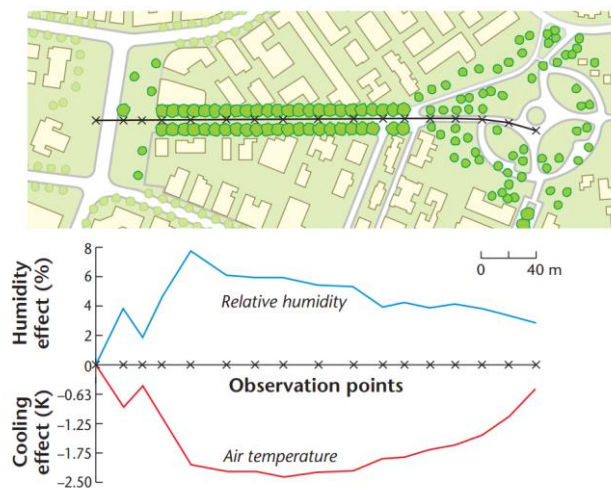 8
6
4
2
0
Humidity
effect (%)
Relative humidity
0 40 m
Observation points
-0.63
-1.25
-1.75
-2.50
Cooling
effect (K)
Air temperature